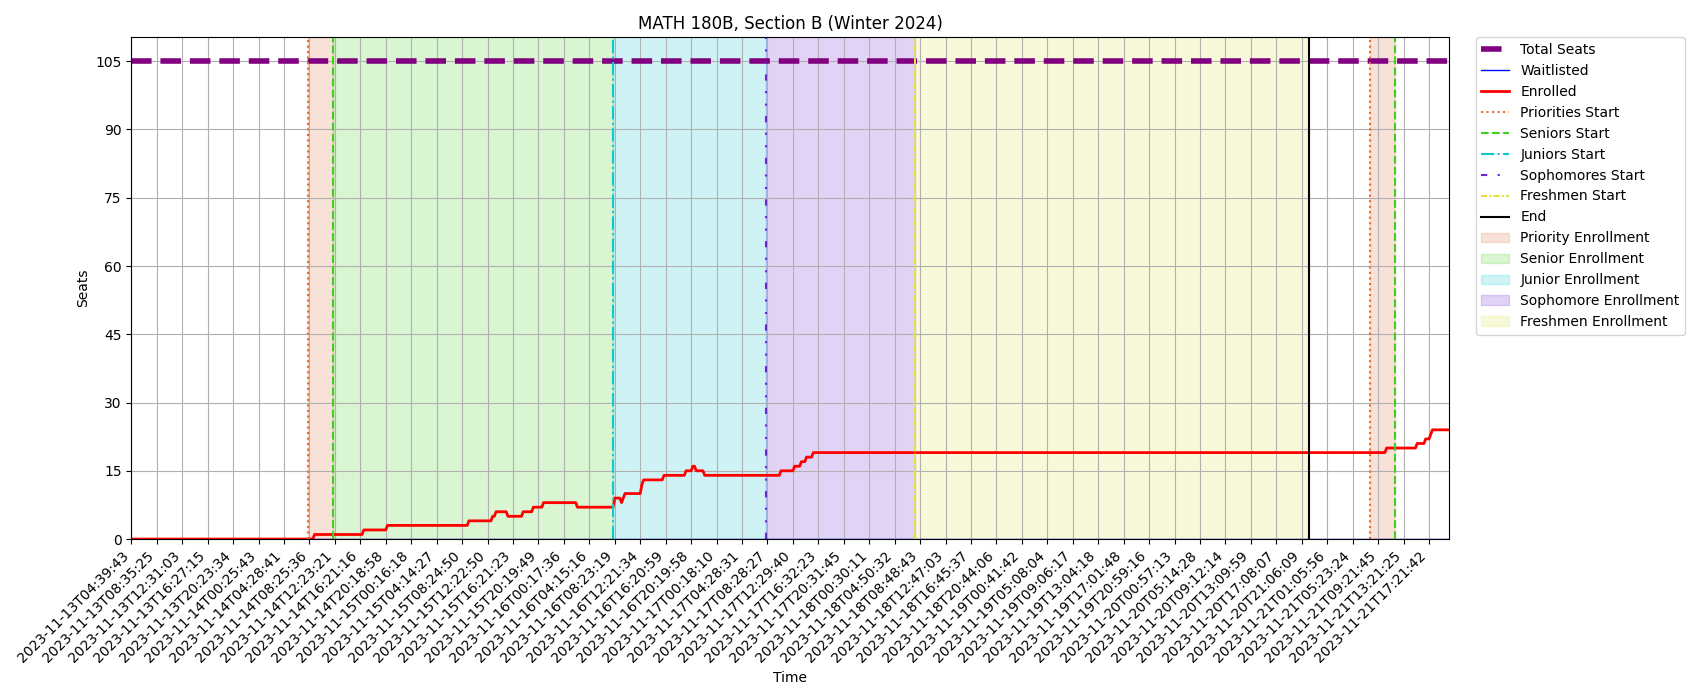 MATH 180B, Section B (Winter 2024)
Total Seats
Waitlisted
Enrolled
Priorities Start
Seniors Start
Juniors Start
Sophomores Start
Freshmen Start
End
Priority Enrollment
Senior Enrollment
Junior Enrollment
Sophomore Enrollment
Freshmen Enrollment
Seats
105
90
75
60
45
30
15
0
2023-11-13T04:39:43
2023-11-13T08:35:25
2023-11-13T12:31:03
2023-11-13T16:27:15
2023-11-13T20:23:34
2023-11-14T00:25:43
2023-11-14T04:28:41
2023-11-14T08:25:36
2023-11-14T12:23:21
2023-11-14T16:21:16
2023-11-14T20:18:58
2023-11-15T00:16:18
2023-11-15T04:14:27
2023-11-15T08:24:50
2023-11-15T12:22:50
2023-11-15T16:21:23
2023-11-15T20:19:49
2023-11-16T00:17:36
2023-11-16T04:15:16
2023-11-16T08:23:19
2023-11-16T12:21:34
2023-11-16T16:20:59
2023-11-16T20:19:58
2023-11-17T00:18:10
2023-11-17T04:28:31
2023-11-17T08:28:27
2023-11-17T12:29:40
2023-11-17T16:32:23
2023-11-17T20:31:45
2023-11-18T00:30:11
2023-11-18T04:50:32
2023-11-18T08:48:43
2023-11-18T12:47:03
2023-11-18T16:45:37
2023-11-18T20:44:06
2023-11-19T00:41:42
2023-11-19T05:08:04
2023-11-19T09:06:17
2023-11-19T13:04:18
2023-11-19T17:01:48
2023-11-19T20:59:16
2023-11-20T00:57:13
2023-11-20T05:14:28
2023-11-20T09:12:14
2023-11-20T13:09:59
2023-11-20T17:08:07
2023-11-20T21:06:09
2023-11-21T01:05:56
2023-11-21T05:23:24
2023-11-21T09:21:45
2023-11-21T13:21:25
2023-11-21T17:21:42
Time